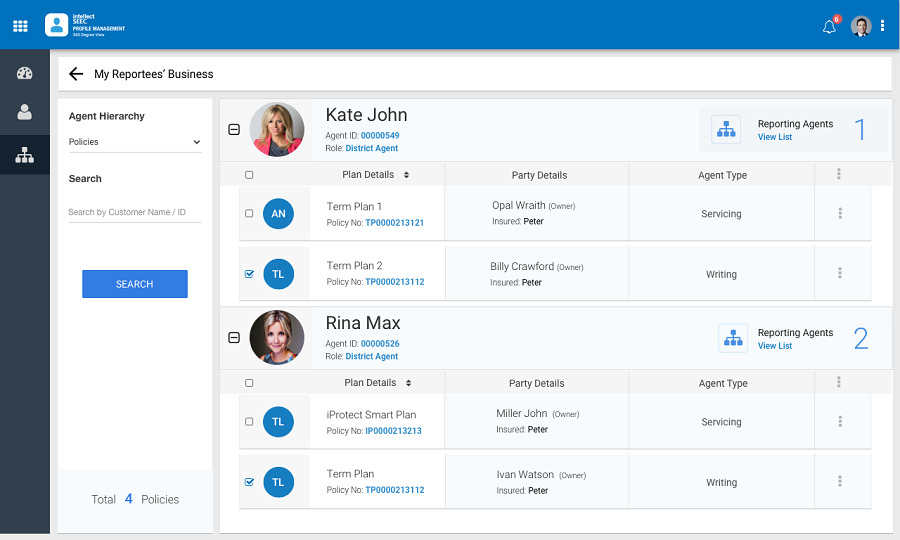 intellect
SEEC
PROFILE MANAGEMENT
360 Degree View
6
My Reportees' Business
Agent Hierarchy
Policies
Search
Search by Customer Name / ID
SEARCH
Total 4 Policies
Kate John
Agent ID: 00000549
Role: District Agent
Reporting Agents
View List
1
Plan Details
Party Details
Agent Type
AN
Term Plan 1
Policy No: TP0000213121
Opal Wraith (Owner)
Insured: Peter
Servicing
TL
Term Plan 2
Policy No: TP0000213112
Billy Crawford (Owner)
Insured: Peter
Writing
Rina Max
Agent ID: 00000526
Role: District Agent
Reporting Agents
View List
2
Plan Details
Party Details
Agent Type
TL
iProtect Smart Plan
Policy No: IP0000213213
Miller John (Owner)
Insured: Peter
Servicing
TL
Term Plan
Policy No: TP0000213112
Ivan Watson (Owner)
Insured: Peter
Writing